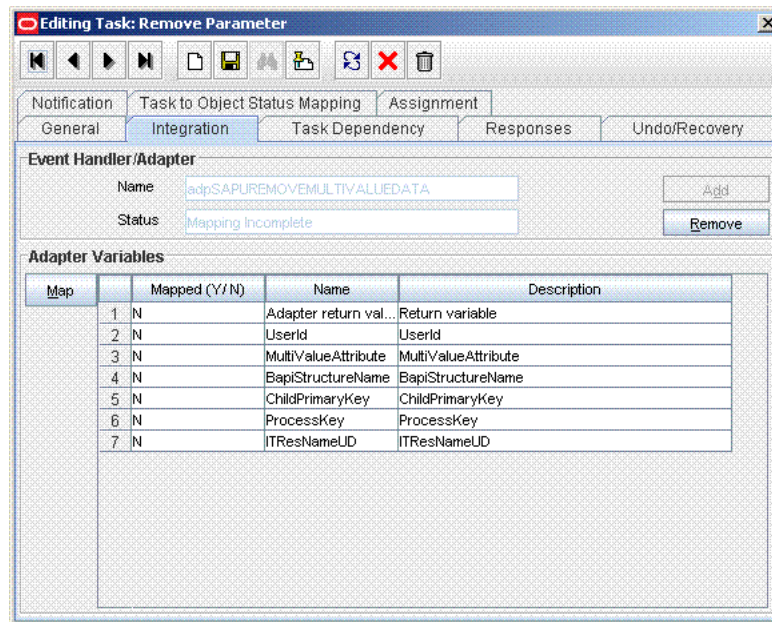 Editing Task: Remove Parameter
Notification Task to Object Status Mapping Assignment
General Integration Task Dependency Responses Undo/Recovery
Event Handler/Adapter
Name adpSAPUREMOVEMULTIVALUEDATA Add
Status Mapping Incomplete Remove
Adapter Variables
Map Mapped (Y/N) Name Description
1 N Adapter return val... Return variable
2 N UserId UserId
3 N MultiValueAttribute MultiValueAttribute
4 N BapiStructureName BapiStructureName
5 N ChildPrimaryKey ChildPrimaryKey
6 N ProcessKey ProcessKey
7 N ITResNameUD ITResNameUD